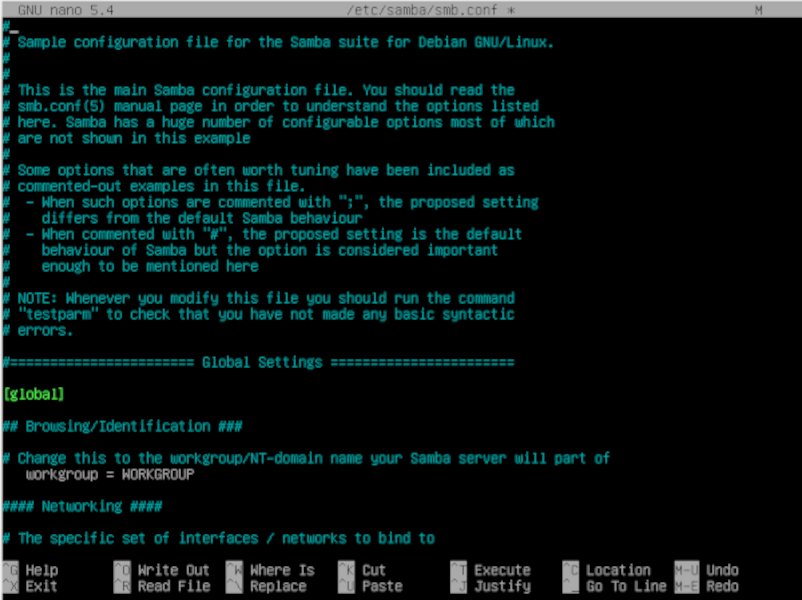 GNU nano 5.4 /etc/samba/smb.conf * M
#
# Sample configuration file for the Samba suite for Debian GNU/Linux.
#
#
# This is the main Samba configuration file. You should read the
# smb.conf(5) manual page in order to understand the options listed
# here. Samba has a huge number of configurable options most of which
# are not shown in this example
#
# Some options that are often worth tuning have been included as
# commented-out examples in this file.
#  - When such options are commented with ";", the proposed setting
#    differs from the default Samba behaviour
#  - When commented with "#", the proposed setting is the default
#    behaviour of Samba but the option is considered important
#    enough to be mentioned here
#
# NOTE: Whenever you modify this file you should run the command
# "testparm" to check that you have not made any basic syntactic
# errors.
#======================= Global Settings =======================
[global]
## Browsing/Identification ###
# Change this to the workgroup/NT-domain name your Samba server will part of
   workgroup = WORKGROUP
#### Networking ####
# The specific set of interfaces / networks to bind to
^G Help ^O Write Out ^W Where Is ^K Cut ^T Execute ^C Location M-U Undo
^X Exit ^R Read File ^\ Replace ^U Paste ^J Justify ^_ Go To Line M-E Redo